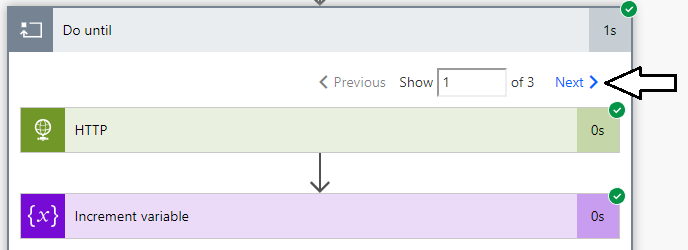 Do until 1s
Previous Show 1 of 3 Next
HTTP 0s
{x} Increment variable 0s